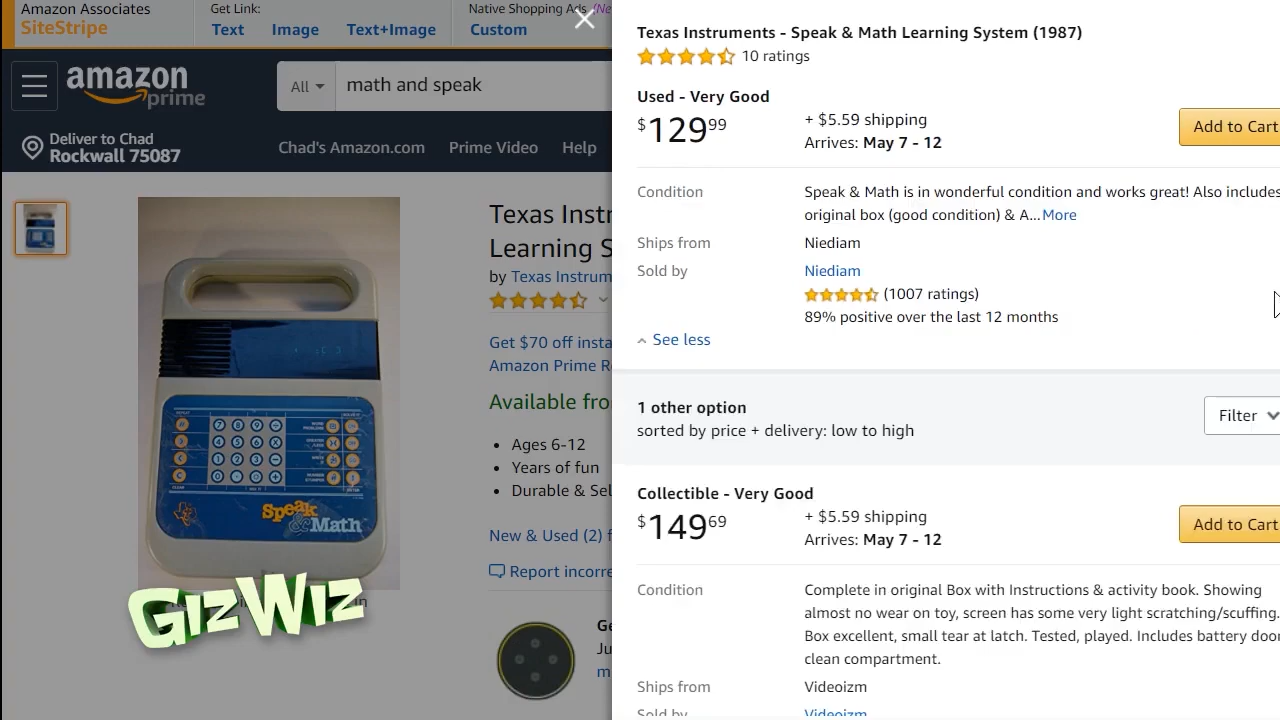 Amazon Associates
SiteStripe
Get Link:
Text Image Text+Image
Native Shopping Ads
Custom
amazon
prime
All
math and speak
Deliver to Chad
Rockwall 75087
Chad's Amazon.com Prime Video Help
Texas Instr
Learning S
by Texas Instrum
Get $70 off insta
Amazon Prime R
Available fro
• Ages 6-12
• Years of fun
• Durable & Sel
New & Used (2) f
Report incorre
Speak
& Math
GizWiz
in
Ge
Ju
m
Texas Instruments - Speak & Math Learning System (1987)
10 ratings
Used - Very Good
$129 99
+ $5.59 shipping
Arrives: May 7 - 12
Add to Cart
Condition
Speak & Math is in wonderful condition and works great! Also includes
original box (good condition) & A... More
Ships from
Niediam
Sold by
Niediam
(1007 ratings)
89% positive over the last 12 months
See less
1 other option
sorted by price + delivery: low to high
Filter
Collectible - Very Good
$149 69
+ $5.59 shipping
Arrives: May 7 - 12
Add to Cart
Condition
Complete in original Box with Instructions & activity book. Showing
almost no wear on toy, screen has some very light scratching/scuffing.
Box excellent, small tear at latch. Tested, played. Includes battery door
clean compartment.
Ships from
Videoizm
Sold by
Videoizm